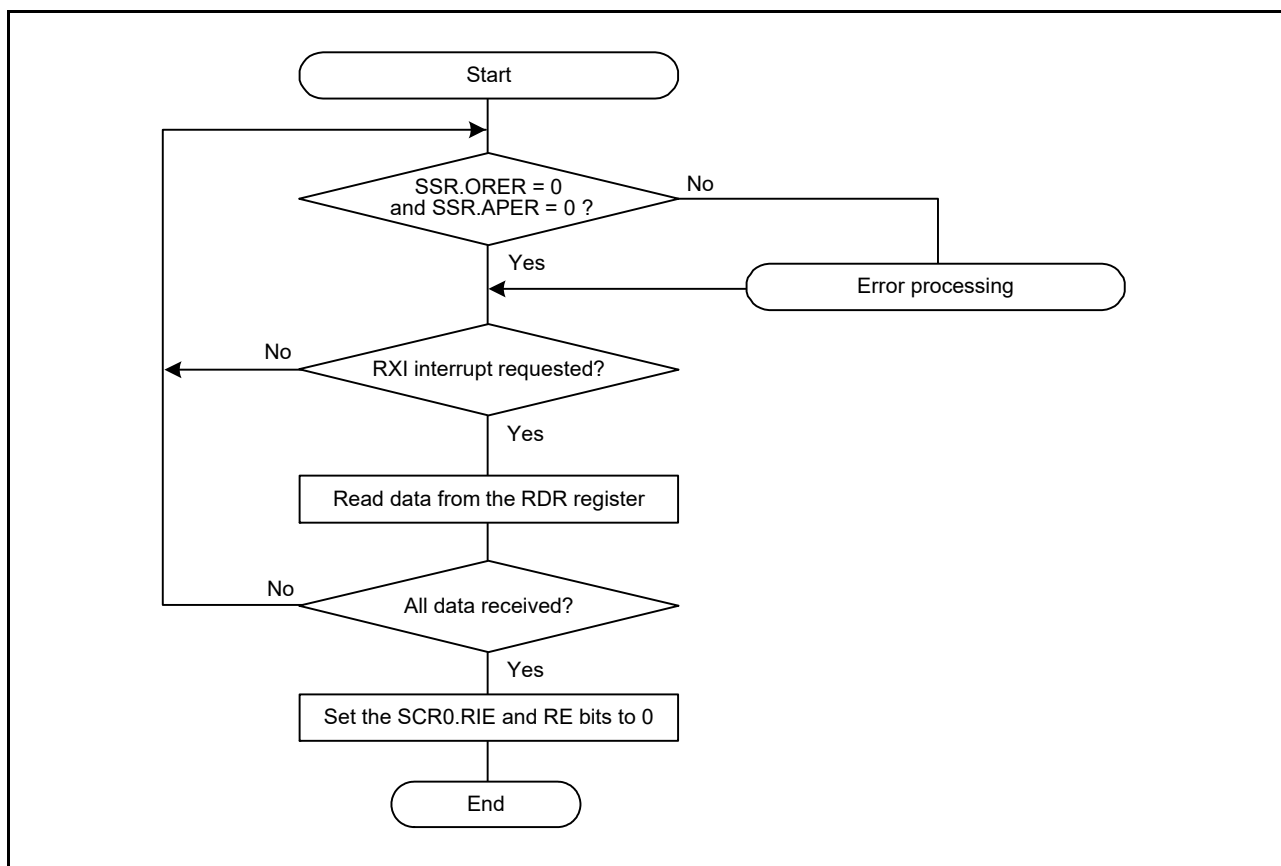 Start
SSR.ORER = 0
and SSR.APER = 0 ?
No
Yes
Error processing
No
RXI interrupt requested?
Yes
Read data from the RDR register
No
All data received?
Yes
Set the SCR0.RIE and RE bits to 0
End